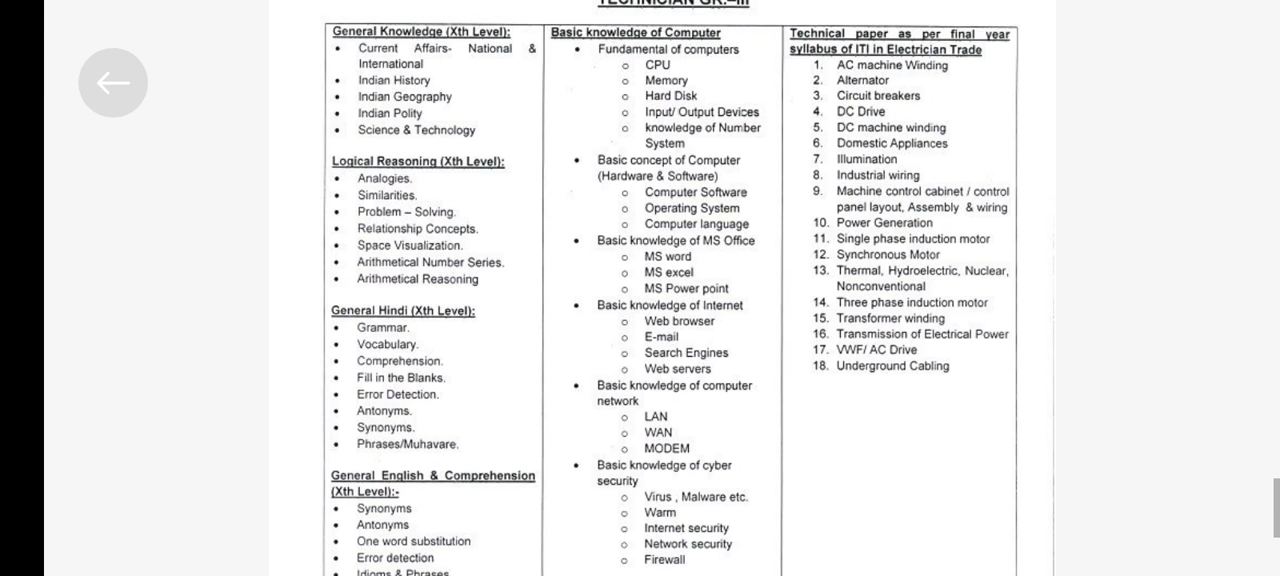 TECHNICIAN GR.–III
General Knowledge (Xth Level):
• Current Affairs- National &
International
• Indian History
• Indian Geography
• Indian Polity
• Science & Technology
Logical Reasoning (Xth Level):
• Analogies.
• Similarities.
• Problem – Solving.
• Relationship Concepts.
• Space Visualization.
• Arithmetical Number Series.
• Arithmetical Reasoning
General Hindi (Xth Level):
• Grammar.
• Vocabulary.
• Comprehension.
• Fill in the Blanks.
• Error Detection.
• Antonyms.
• Synonyms.
• Phrases/Muhavare.
General English & Comprehension
(Xth Level):-
• Synonyms
• Antonyms
• One word substitution
• Error detection
• Idioms & Phrases
Basic knowledge of Computer
• Fundamental of computers
o CPU
o Memory
o Hard Disk
o Input/ Output Devices
o knowledge of Number
System
• Basic concept of Computer
(Hardware & Software)
o Computer Software
o Operating System
o Computer language
• Basic knowledge of MS Office
o MS word
o MS excel
o MS Power point
• Basic knowledge of Internet
o Web browser
o E-mail
o Search Engines
o Web servers
• Basic knowledge of computer
network
o LAN
o WAN
o MODEM
• Basic knowledge of cyber
security
o Virus , Malware etc.
o Warm
o Internet security
o Network security
o Firewall
Technical paper as per final year
syllabus of ITI in Electrician Trade
1. AC machine Winding
2. Alternator
3. Circuit breakers
4. DC Drive
5. DC machine winding
6. Domestic Appliances
7. Illumination
8. Industrial wiring
9. Machine control cabinet / control
panel layout, Assembly & wiring
10. Power Generation
11. Single phase induction motor
12. Synchronous Motor
13. Thermal, Hydroelectric, Nuclear,
Nonconventional
14. Three phase induction motor
15. Transformer winding
16. Transmission of Electrical Power
17. VWF/ AC Drive
18. Underground Cabling